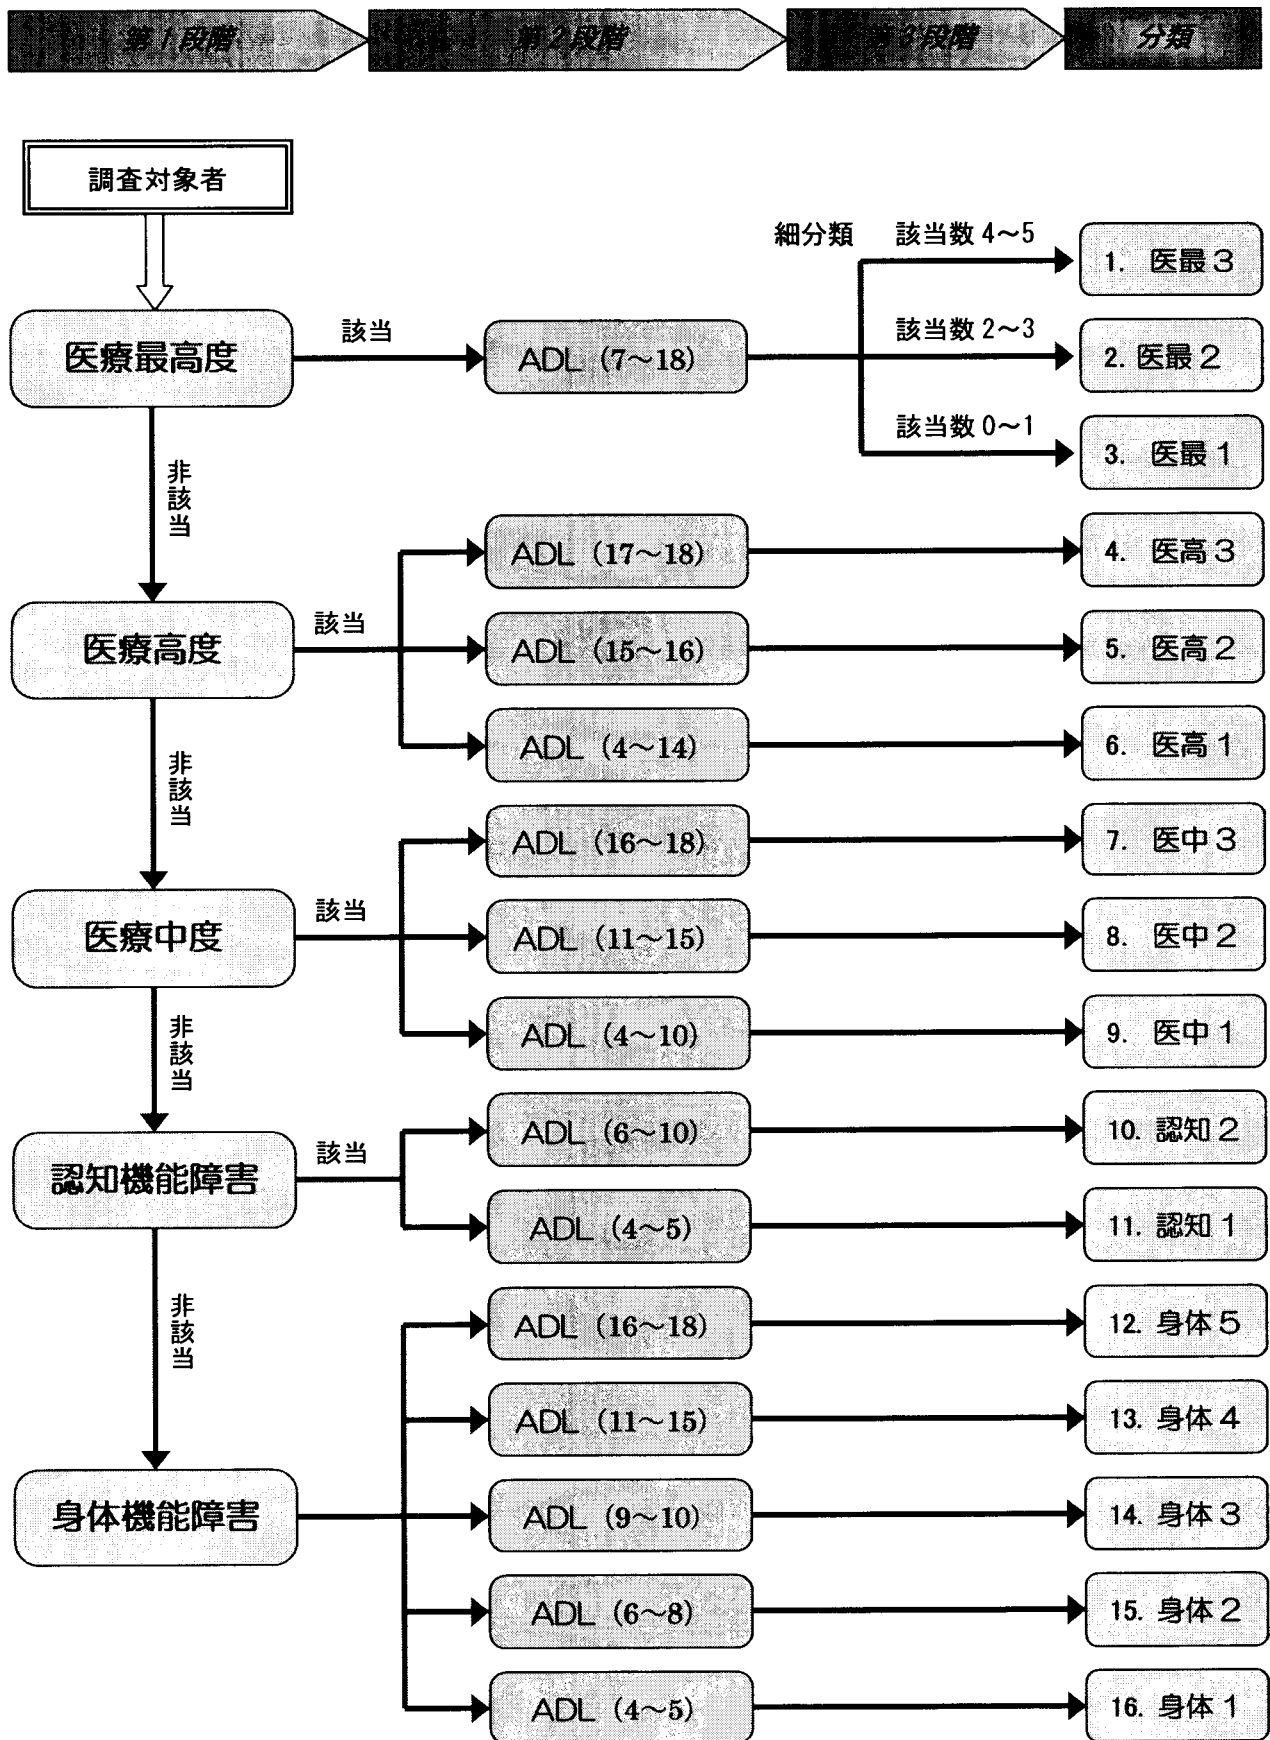 第1段階
第2段階
第3段階
分類
調査対象者
細分類
該当数 4～5
1. 医最3
医療最高度
該当
ADL (7～18)
該当数 2～3
2. 医最2
該当数 0～1
3. 医最1
非該当
ADL (17～18)
4. 医高3
医療高度
該当
ADL (15～16)
5. 医高2
ADL (4～14)
6. 医高1
非該当
ADL (16～18)
7. 医中3
医療中度
該当
ADL (11～15)
8. 医中2
ADL (4～10)
9. 医中1
非該当
ADL (6～10)
10. 認知2
認知機能障害
該当
ADL (4～5)
11. 認知1
非該当
ADL (16～18)
12. 身体5
ADL (11～15)
13. 身体4
身体機能障害
ADL (9～10)
14. 身体3
ADL (6～8)
15. 身体2
ADL (4～5)
16. 身体1